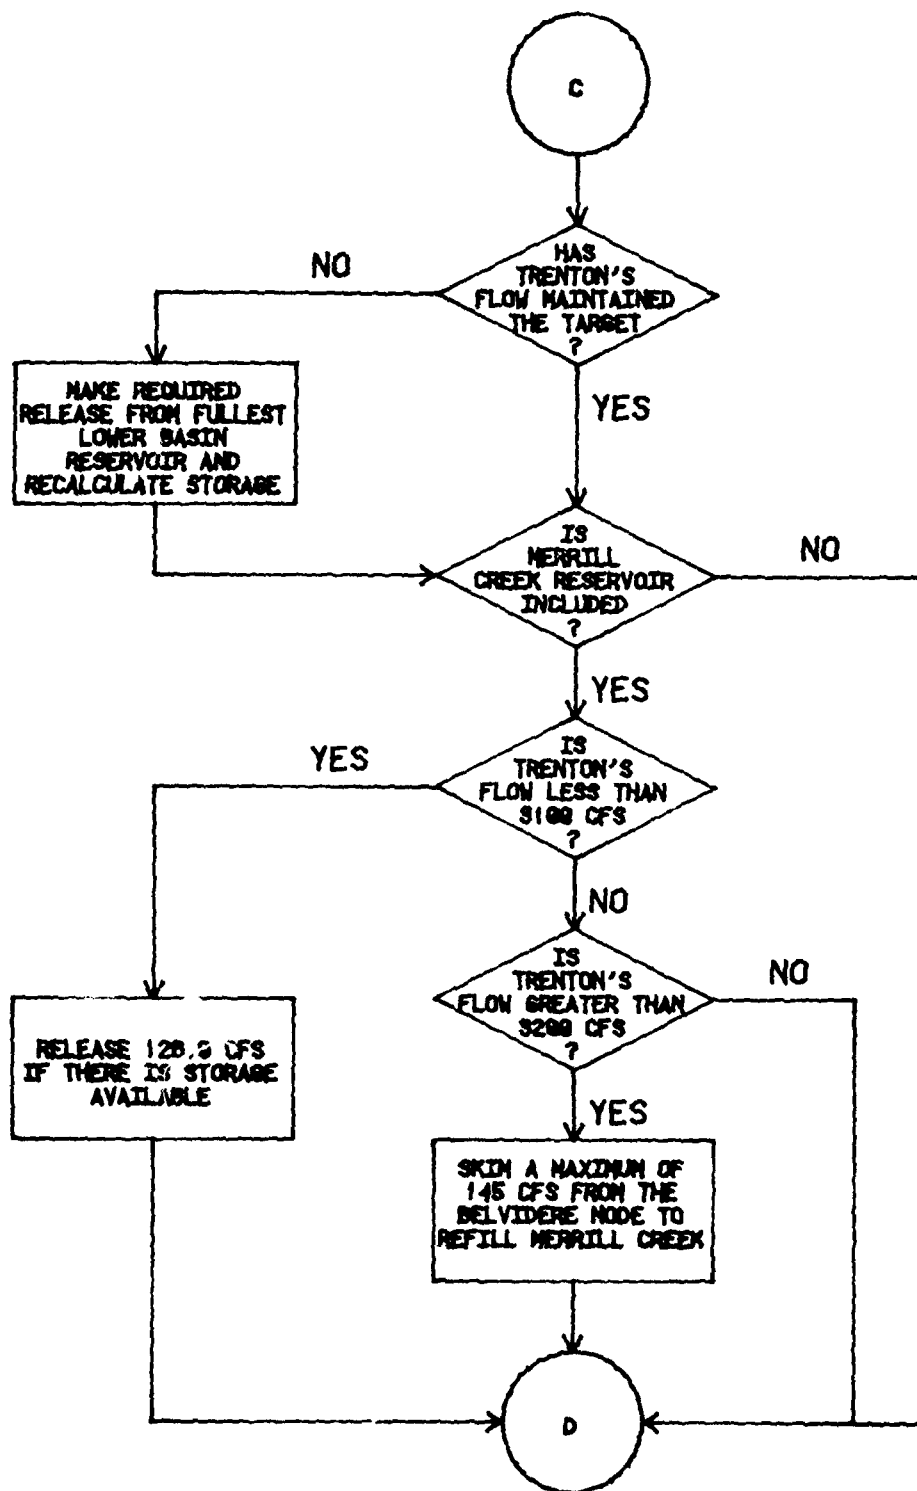 C
HAS
TRENTON'S
FLOW MAINTAINED
THE TARGET
?
NO
YES
MAKE REQUIRED
RELEASE FROM FULLEST
LOWER BASIN
RESERVOIR AND
RECALCULATE STORAGE
IS
MERRILL
CREEK RESERVOIR
INCLUDED
?
NO
YES
IS
TRENTON'S
FLOW LESS THAN
CFS
?
YES
NO
IS
TRENTON'S
FLOW GREATER THAN
CFS
?
NO
YES
RELEASE CFS
IF THERE IS STORAGE
AVAILABLE
SKIM A MAXIMUM OF
145 CFS FROM THE
BELVIDERE NODE TO
REFILL MERRILL CREEK
D